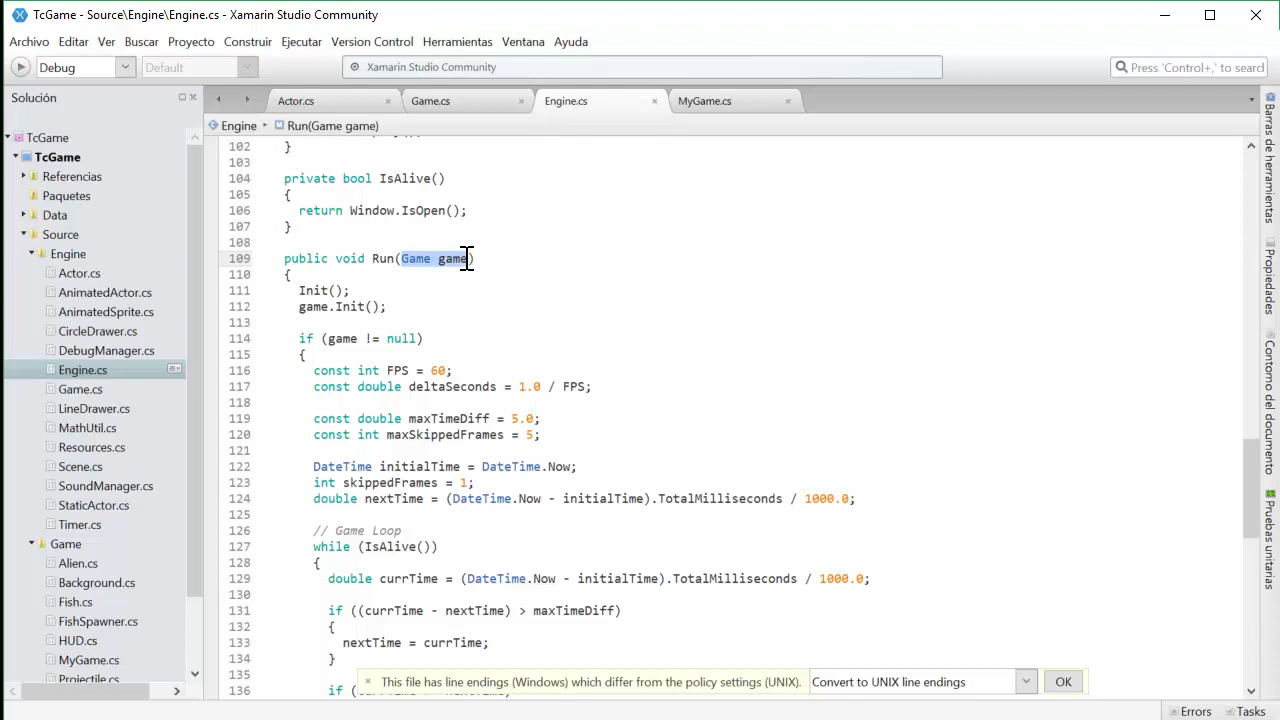 TcGame - Source\Engine\Engine.cs - Xamarin Studio Community
Archivo Editar Ver Buscar Proyecto Construir Ejecutar Version Control Herramientas Ventana Ayuda
Debug Default Xamarin Studio Community Press 'Control+,' to search
Solución
Actor.cs Game.cs Engine.cs MyGame.cs
Engine Run(Game game)
TcGame
TcGame
Referencias
Paquetes
Data
Source
Engine
Actor.cs
AnimatedActor.cs
AnimatedSprite.cs
CircleDrawer.cs
DebugManager.cs
Engine.cs
Game.cs
LineDrawer.cs
MathUtil.cs
Resources.cs
Scene.cs
SoundManager.cs
StaticActor.cs
Timer.cs
Game
Alien.cs
Background.cs
Fish.cs
FishSpawner.cs
HUD.cs
MyGame.cs
Projectile.cs
102 }
103
104 private bool IsAlive()
105 {
106 return Window.IsOpen();
107 }
108
109 public void Run(Game game)
110 {
111 Init();
112 game.Init();
113
114 if (game != null)
115 {
116 const int FPS = 60;
117 const double deltaSeconds = 1.0 / FPS;
118
119 const double maxTimeDiff = 5.0;
120 const int maxSkippedFrames = 5;
121
122 DateTime initialTime = DateTime.Now;
123 int skippedFrames = 1;
124 double nextTime = (DateTime.Now - initialTime).TotalMilliseconds / 1000.0;
125
126 // Game Loop
127 while (IsAlive())
128 {
129 double currTime = (DateTime.Now - initialTime).TotalMilliseconds / 1000.0;
130
131 if ((currTime - nextTime) > maxTimeDiff)
132 {
133 nextTime = currTime;
134 }
135
136 if
This file has line endings (Windows) which differ from the policy settings (UNIX). Convert to UNIX line endings OK
Barras de herramientas
Propiedades
Contorno del documento
Pruebas unitarias
Errors Tasks